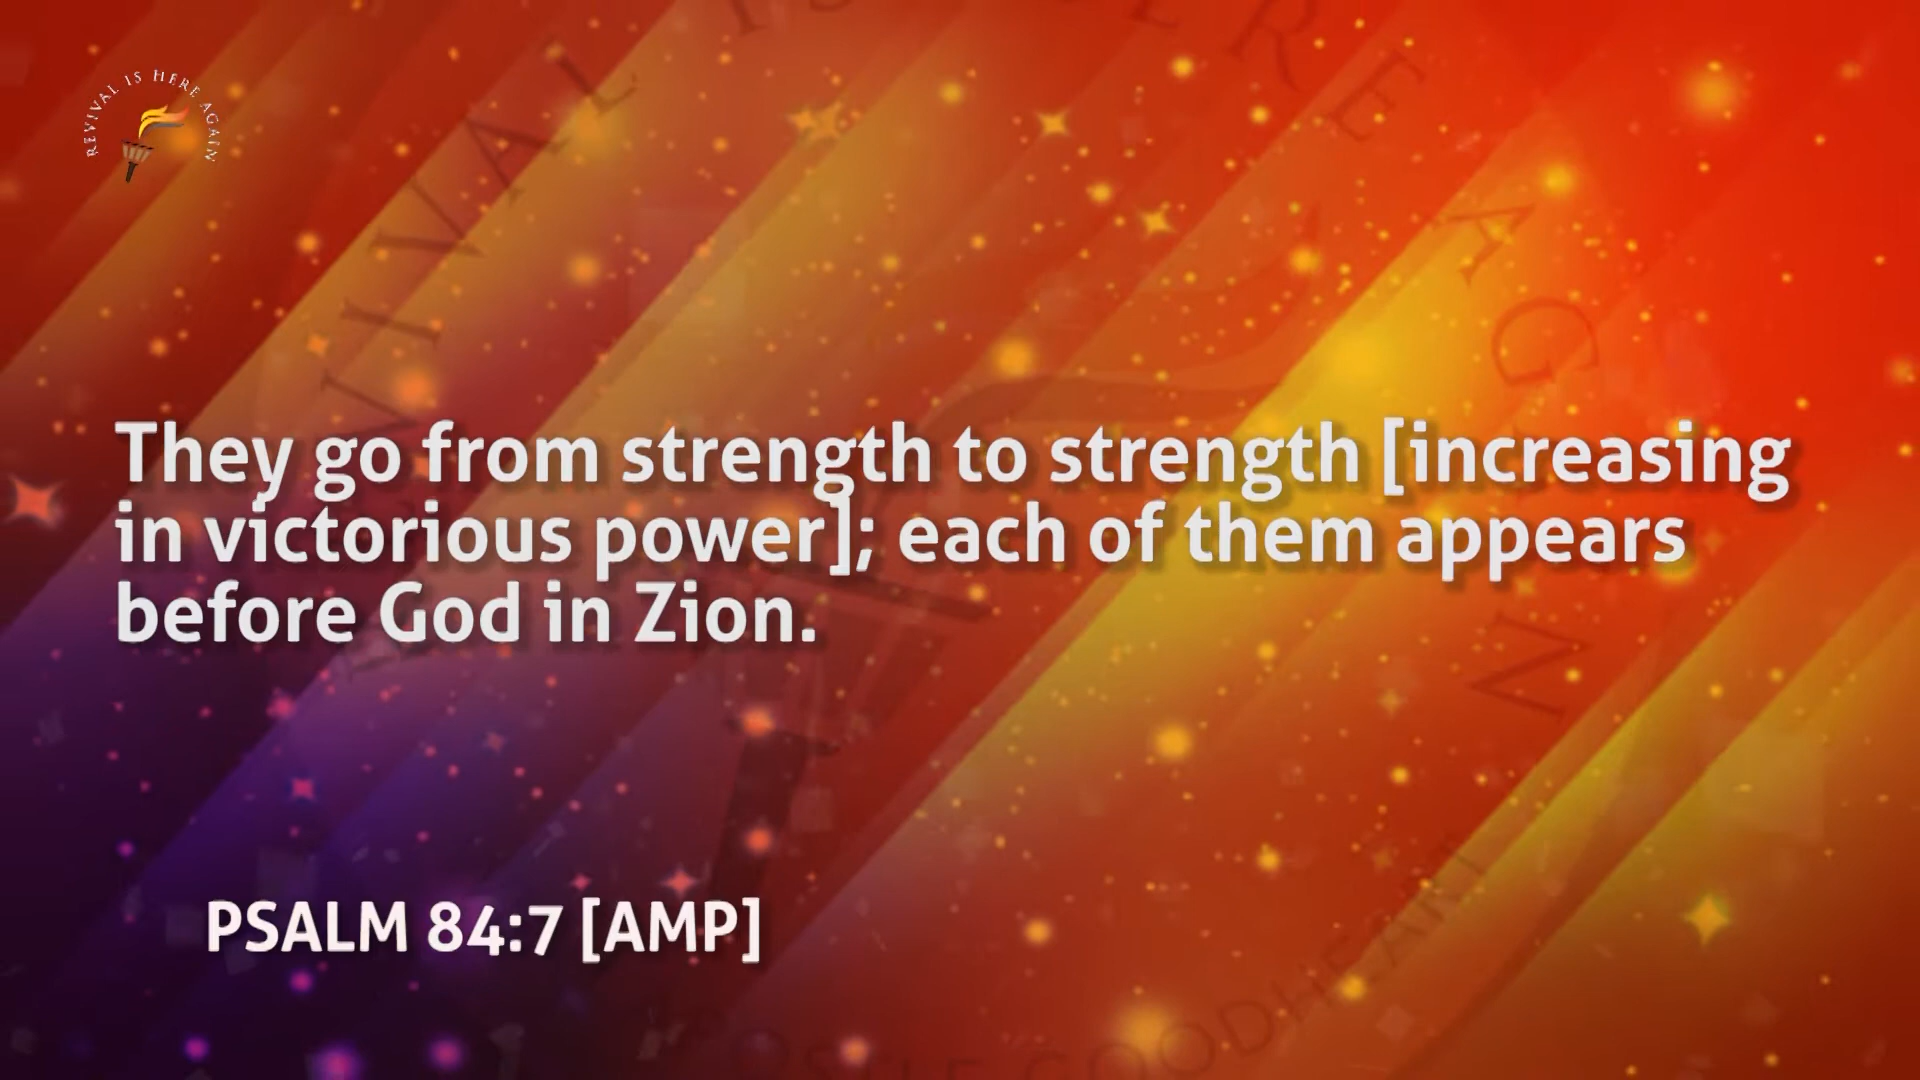 REVIVAL IS HERE AGAIN
They go from strength to strength [increasing
in victorious power]; each of them appears
before God in Zion.
PSALM 84:7 [AMP]